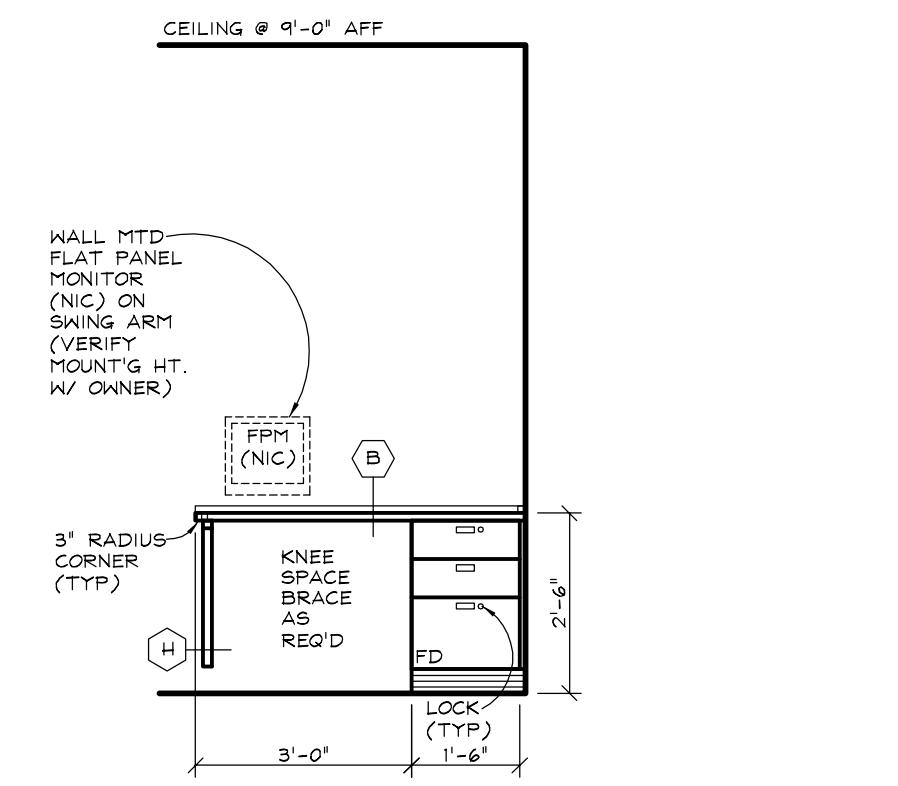 CEILING @ 9'-0" AFF
WALL MTD
FLAT PANEL
MONITOR
(NIC) ON
SWING ARM
(VERIFY
MOUNT'G HT.
W/ OWNER)
FPM
(NIC)
B
3" RADIUS
CORNER
(TYP)
KNEE
SPACE
BRACE
AS
REQ'D
2'-6"
H
FD
LOCK
(TYP)
3'-0"
1'-6"